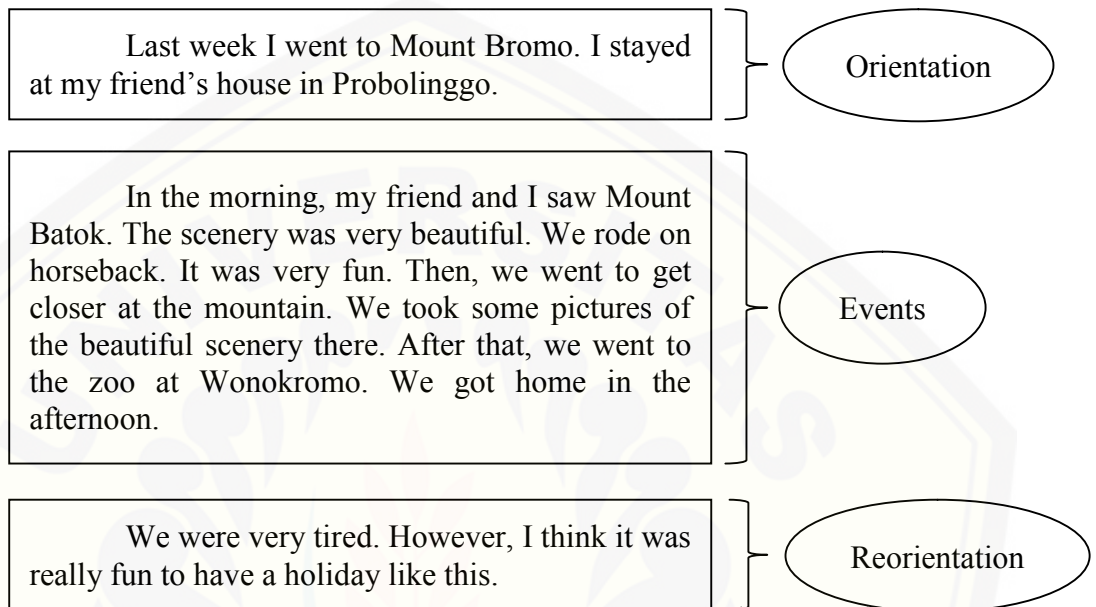 Last week I went to Mount Bromo. I stayed
at my friend's house in Probolinggo.
Orientation
In the morning, my friend and I saw Mount
Batok. The scenery was very beautiful. We rode on
horseback. It was very fun. Then, we went to get
closer at the mountain. We took some pictures of
the beautiful scenery there. After that, we went to
the zoo at Wonokromo. We got home in the
afternoon.
Events
We were very tired. However, I think it was
really fun to have a holiday like this.
Reorientation
UNIVERSITAS